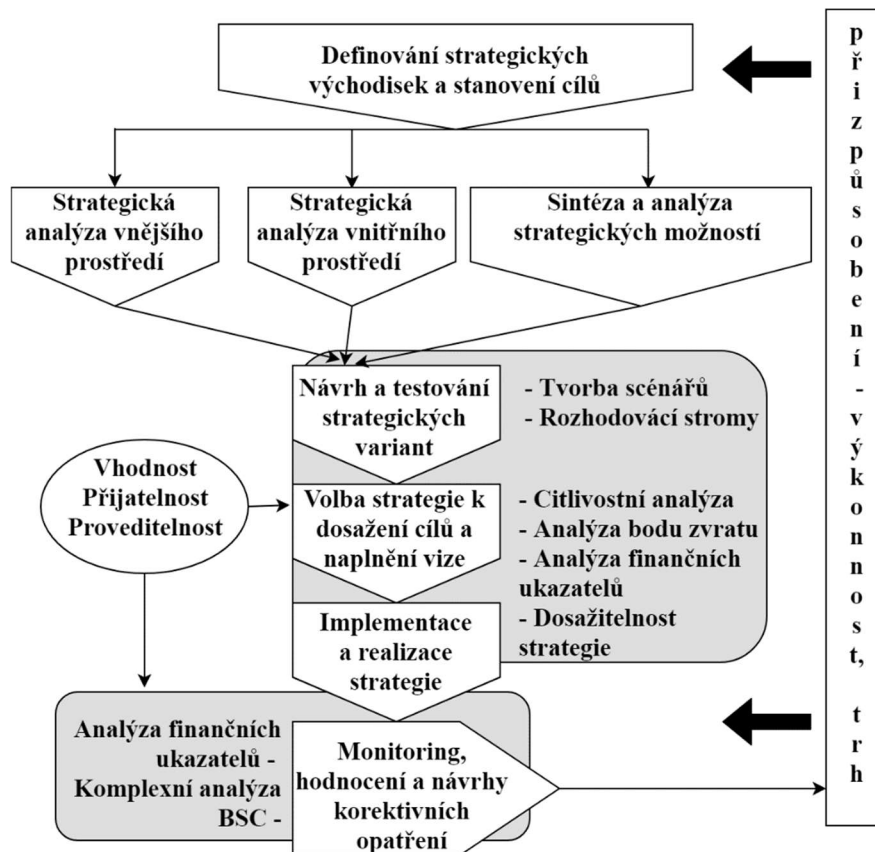 Definování strategických
východisek a stanovení cílů
Strategická
analýza vnějšího
prostředí
Strategická
analýza vnitřního
prostředí
Sintéza a analýza
strategických možností
Návrh a testování
strategických
variant
- Tvorba scénářů
- Rozhodovácí stromy
Vhodnost
Přijatelnost
Proveditelnost
Volba strategie k
dosažení cílů a
naplnění vize
- Citlivostní analýza
- Analýza bodu zvratu
- Analýza finančních
ukazatelů
- Dosažitelnost
strategie
Implementace
a realizace
strategie
Analýza finančních
ukazatelů -
Komplexní analýza
BSC -
Monitoring,
hodnocení a návrhy
korektivních
opatření
přizpůsobení - výkonnost, trh